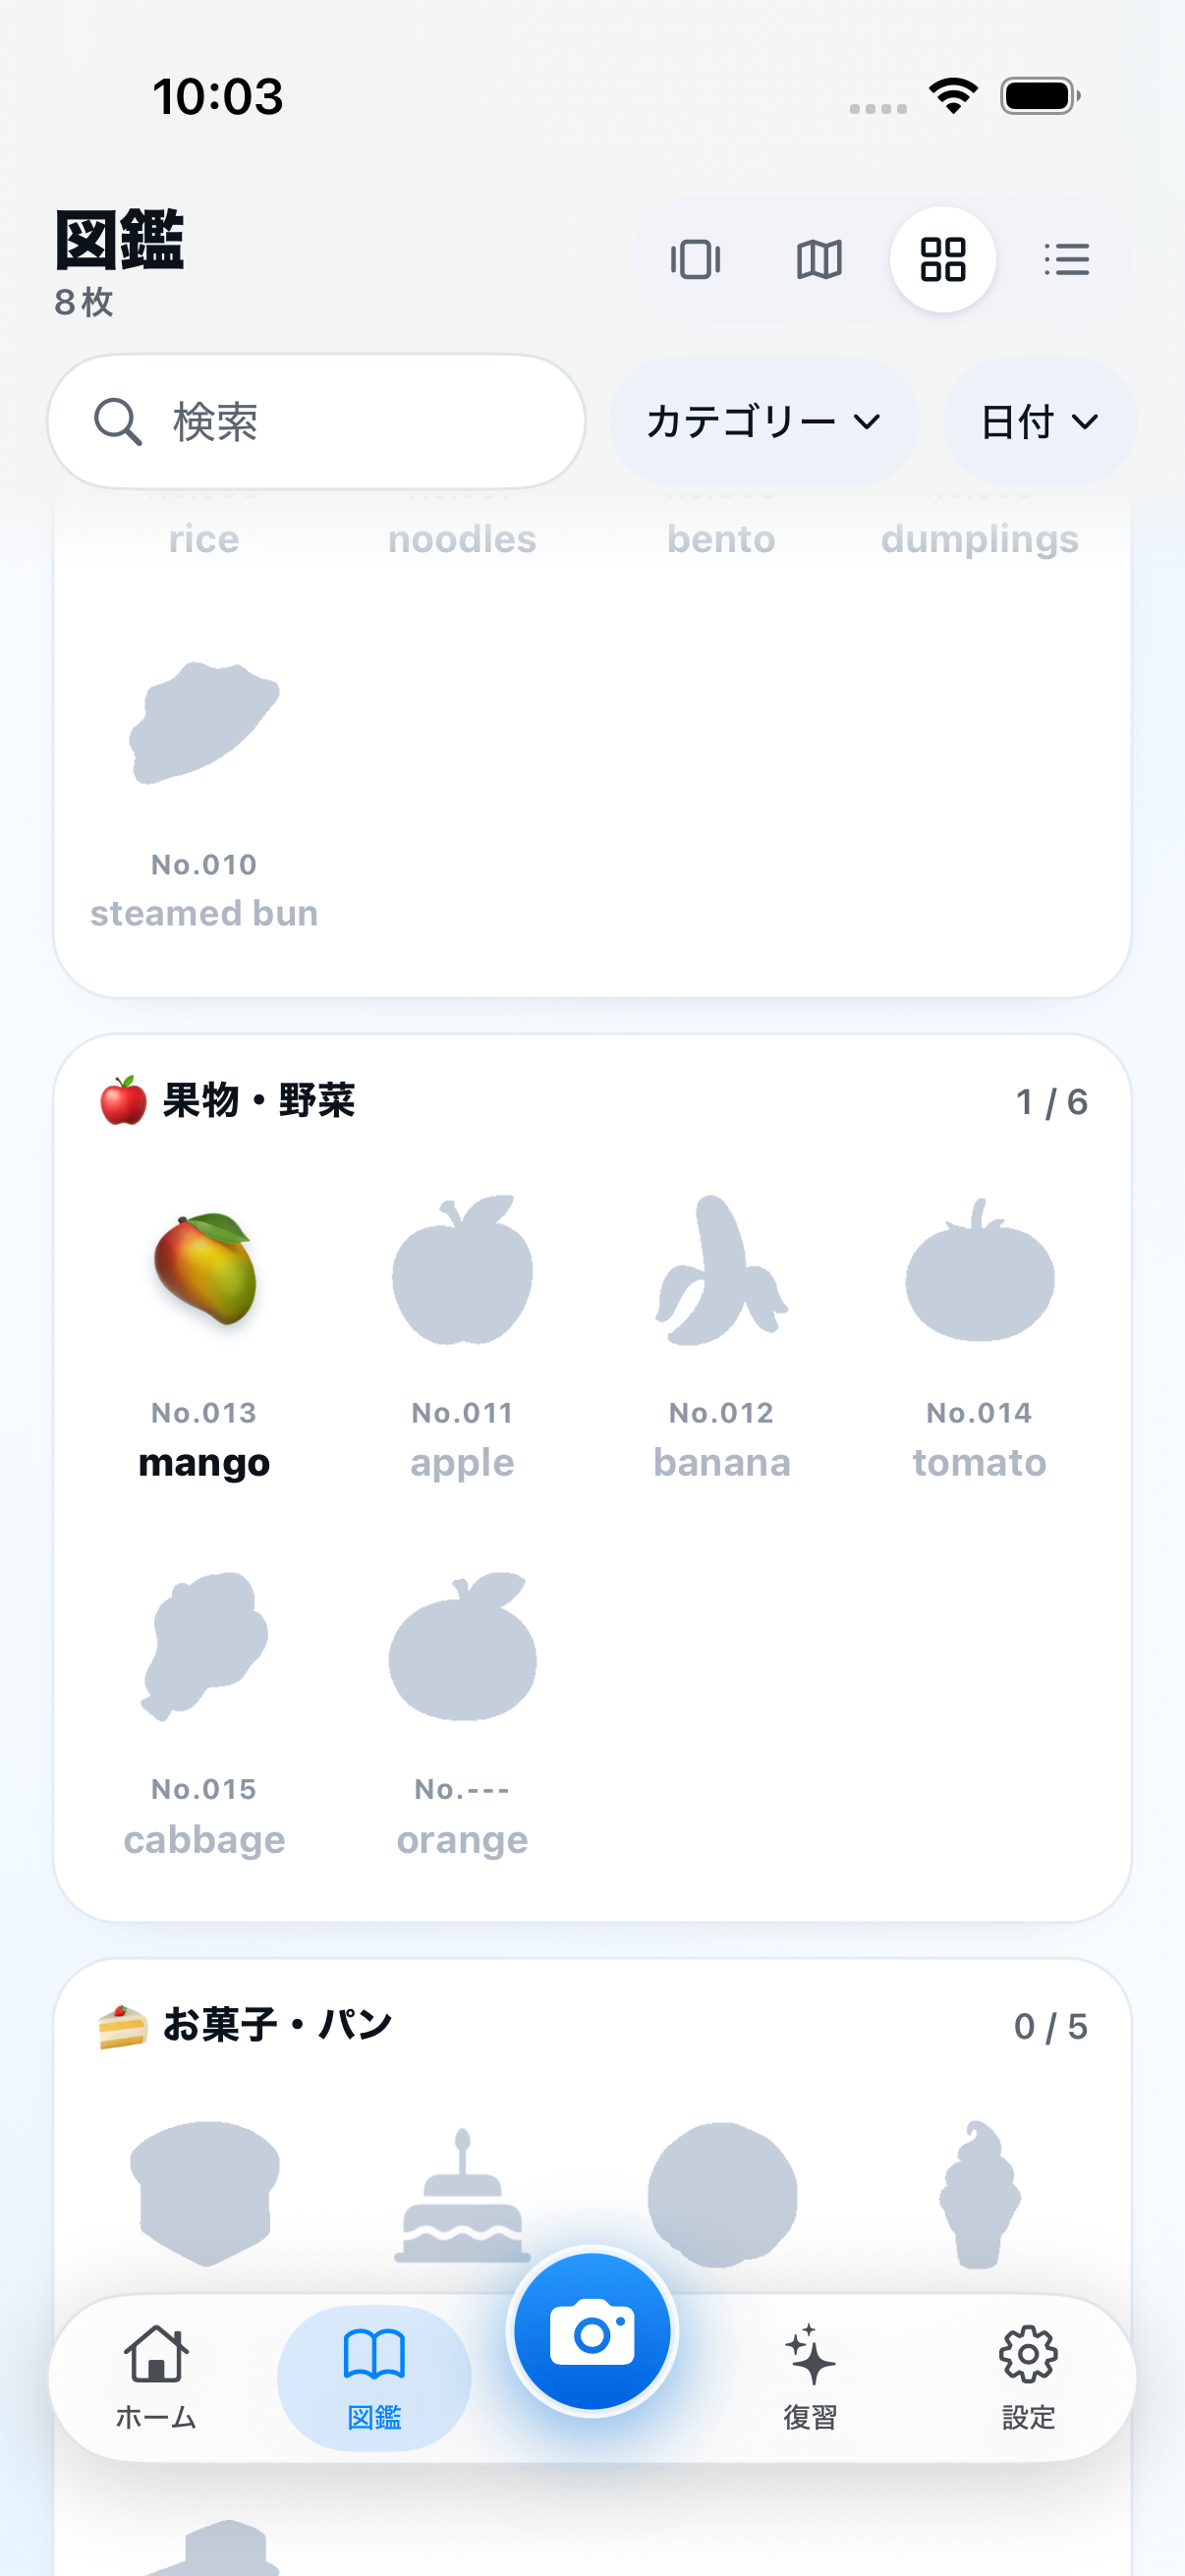 10:03
図鑑
8枚
検索
カテゴリー
日付
rice noodles bento dumplings
No.010
steamed bun
果物・野菜 1 / 6
No.013 No.011 No.012 No.014
mango apple banana tomato
No.015 No.---
cabbage orange
お菓子・パン 0 / 5
ホーム 図鑑 復習 設定